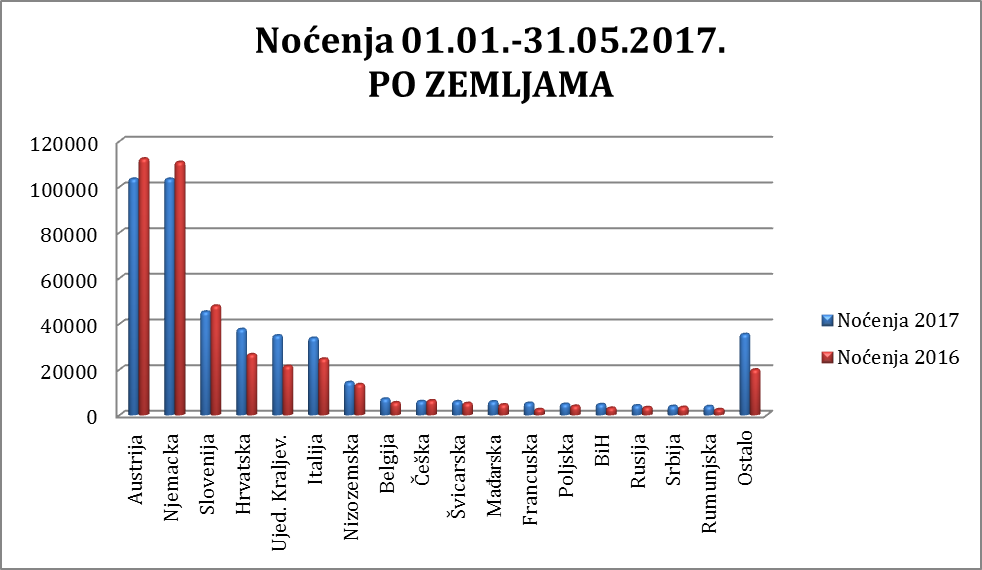 Noćenja 01.01.-31.05.2017.
PO ZEMLJAMA
120000
100000
80000
60000
40000
20000
0
Austrija
Njemacka
Slovenija
Hrvatska
Ujed. Kraljev.
Italija
Nizozemska
Belgija
Češka
Švicarska
Mađarska
Francuska
Poljska
BiH
Rusija
Srbija
Rumunjska
Ostalo
Noćenja 2017
Noćenja 2016